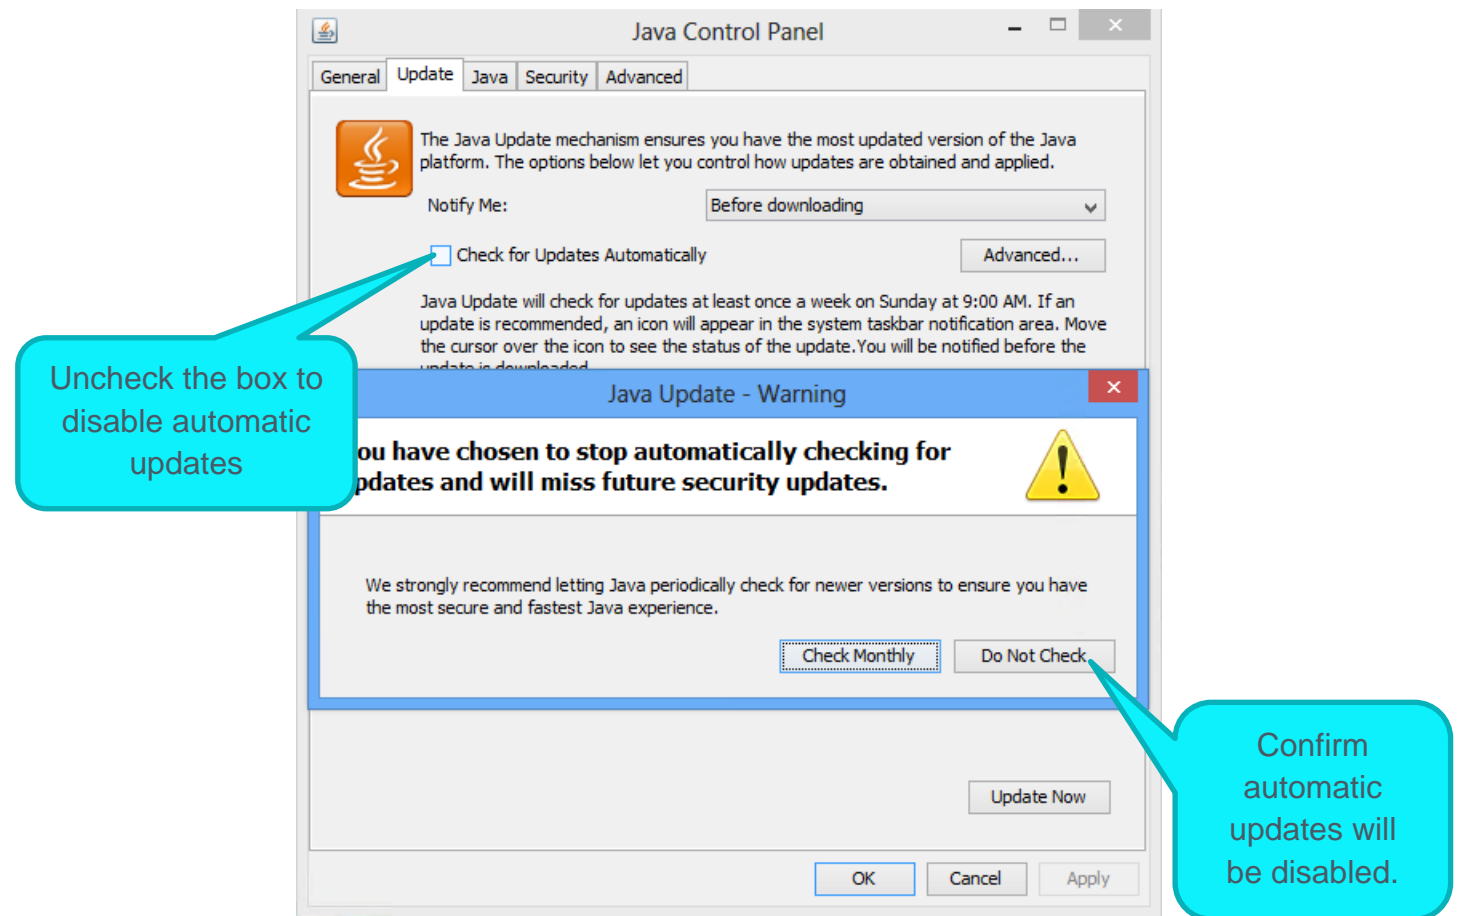 Java Control Panel
General Update Java Security Advanced
The Java Update mechanism ensures you have the most updated version of the Java
platform. The options below let you control how updates are obtained and applied.
Notify Me: Before downloading
Check for Updates Automatically Advanced...
Java Update will check for updates at least once a week on Sunday at 9:00 AM. If an
update is recommended, an icon will appear in the system taskbar notification area. Move
the cursor over the icon to see the status of the update.You will be notified before the
update is downloaded
Uncheck the box to
disable automatic
updates
Java Update - Warning
ou have chosen to stop automatically checking for
pdates and will miss future security updates.
We strongly recommend letting Java periodically check for newer versions to ensure you have
the most secure and fastest Java experience.
Check Monthly Do Not Check
Confirm
automatic
updates will
be disabled.
Update Now
OK Cancel Apply